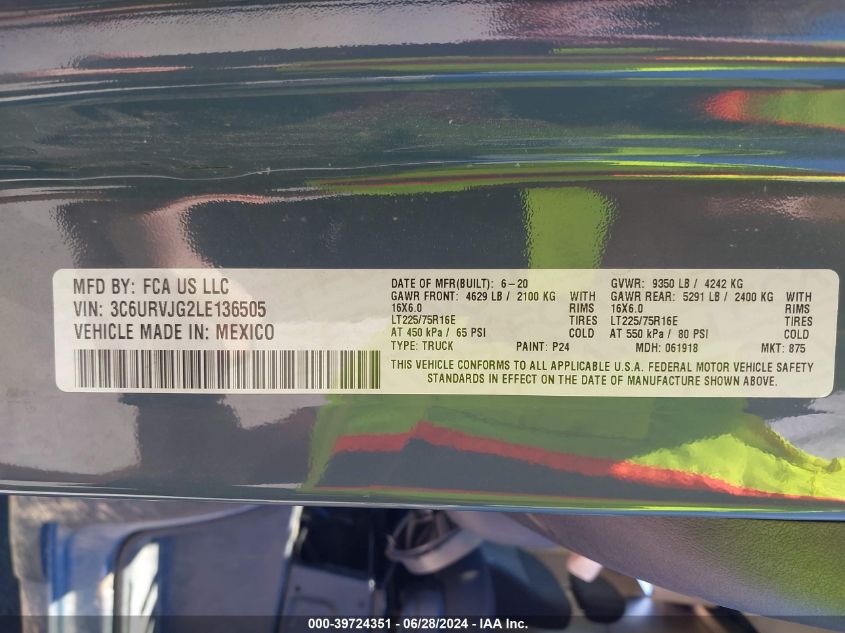 MFD BY: FCA US LLC
VIN: 3C6URVJG2LE136505
VEHICLE MADE IN: MEXICO
DATE OF MFR(BUILT): 6-20
GAWR FRONT: 4629 LB / 2100 KG WITH
16X6.0 RIMS
LT225/75R16E TIRES
AT 450 kPa / 65 PSI COLD
TYPE: TRUCK PAINT: P24
GVWR: 9350 LB / 4242 KG
GAWR REAR: 5291 LB / 2400 KG WITH
16X6.0 RIMS
LT225/75R16E TIRES
AT 550 kPa / 80 PSI COLD
MDH: 061918 MKT: 875
THIS VEHICLE CONFORMS TO ALL APPLICABLE U.S.A. FEDERAL MOTOR VEHICLE SAFETY
STANDARDS IN EFFECT ON THE DATE OF MANUFACTURE SHOWN ABOVE.
000-39724351 / 06/28/2024 - IAA Inc.